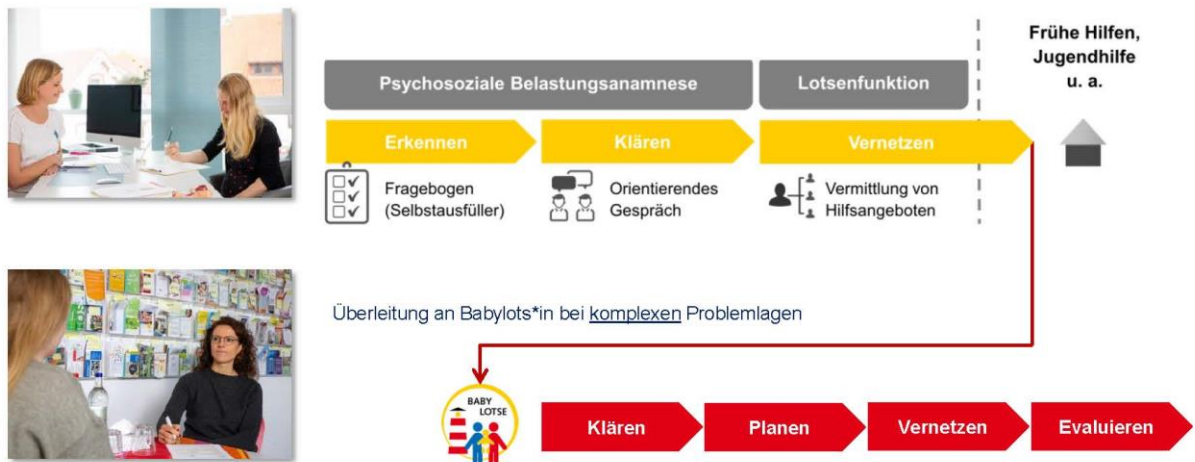 Frühe Hilfen,
Jugendhilfe
u. a.
Psychosoziale Belastungsanamnese
Lotsenfunktion
Erkennen
Klären
Vernetzen
Fragebogen
(Selbstausfüller)
Orientierendes
Gespräch
Vermittlung von
Hilfsangeboten
Überleitung an Babylots*in bei komplexen Problemlagen
BABY
LOTSE
Klären
Planen
Vernetzen
Evaluieren